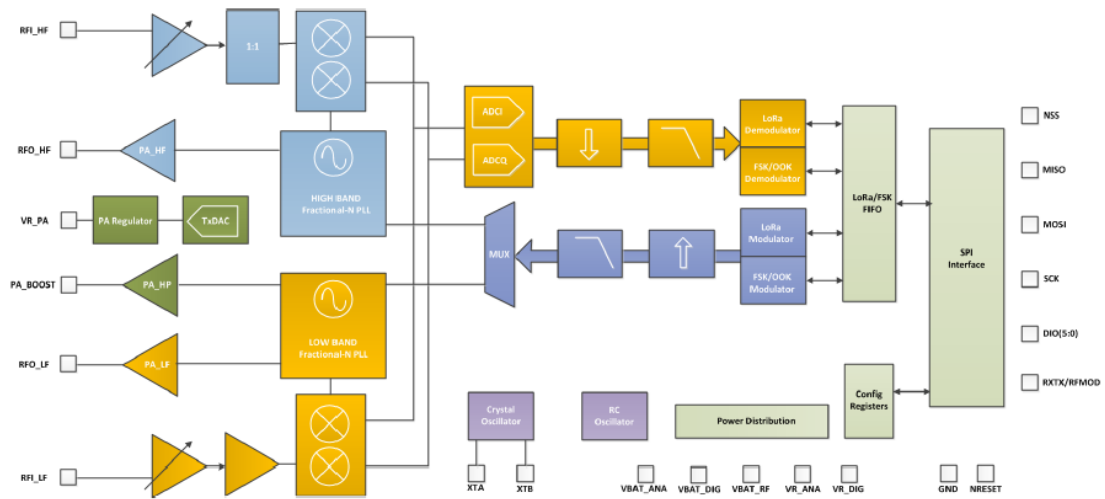 RFI_HF
1:1
ADCI
ADCQ
LoRa
Demodulator
FSK/OOK
Demodulator
NSS
RFO_HF
PA_HF
HIGH BAND
Fractional-N PLL
MISO
VR_PA
PA Regulator
TxDAC
LoRa/FSK
FIIFO
MOSI
MUX
LoRa
Modulator
FSK/OOK
Modulator
SPI
Interface
PA_BOOST
PA_HP
SCK
LOW BAND
Fractional-N PLL
DIO(5:0)
RFO_LF
PA_LF
RXTX/RFMOD
Crystal
Oscillator
RC
Oscillator
Power Distribution
Config
Registers
RFI_LF
XTA
XTB
VBAT_ANA
VBAT_DIG
VBAT_RF
VR_ANA
VR_DIG
GND
NRESET